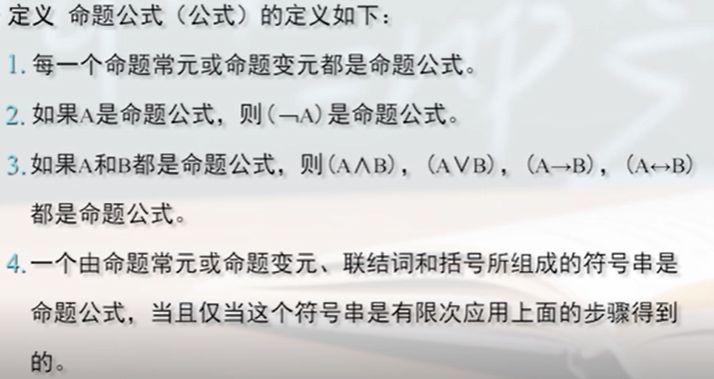 定义 命题公式（公式）的定义如下：
1. 每一个命题常元或命题变元都是命题公式。
2. 如果A是命题公式，则(¬A)是命题公式。
3. 如果A和B都是命题公式，则(A∧B)，(A∨B)，(A→B)，(A↔B)
都是命题公式。
4. 一个由命题常元或命题变元、联结词和括号所组成的符号串是
命题公式，当且仅当这个符号串是有限次应用上面的步骤得到
的。